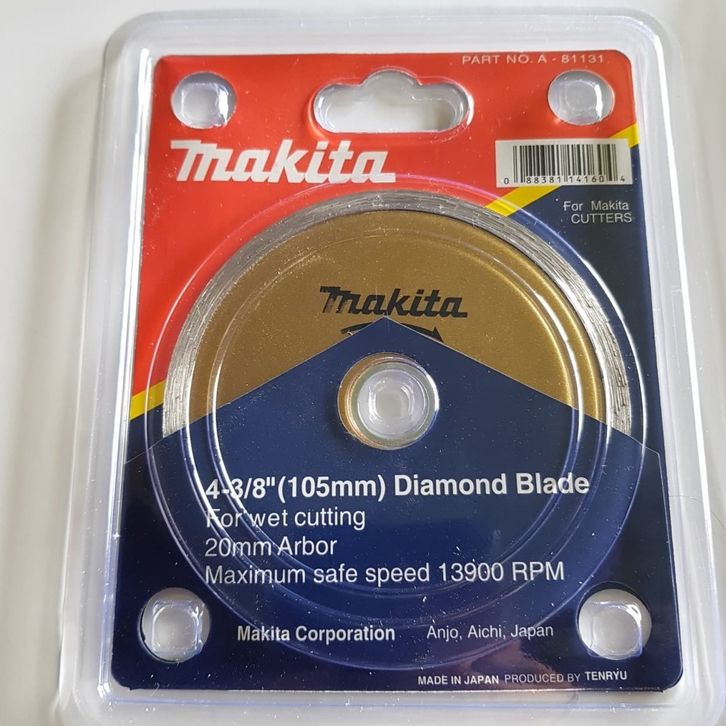 PART NO. A - 81131
makita
0 88381 14160 4
For Makita
CUTTERS
makita
4-3/8"(105mm) Diamond Blade
For wet cutting
20mm Arbor
Maximum safe speed 13900 RPM
Makita Corporation Anjo, Aichi, Japan
MADE IN JAPAN PRODUCED BY TENRYU